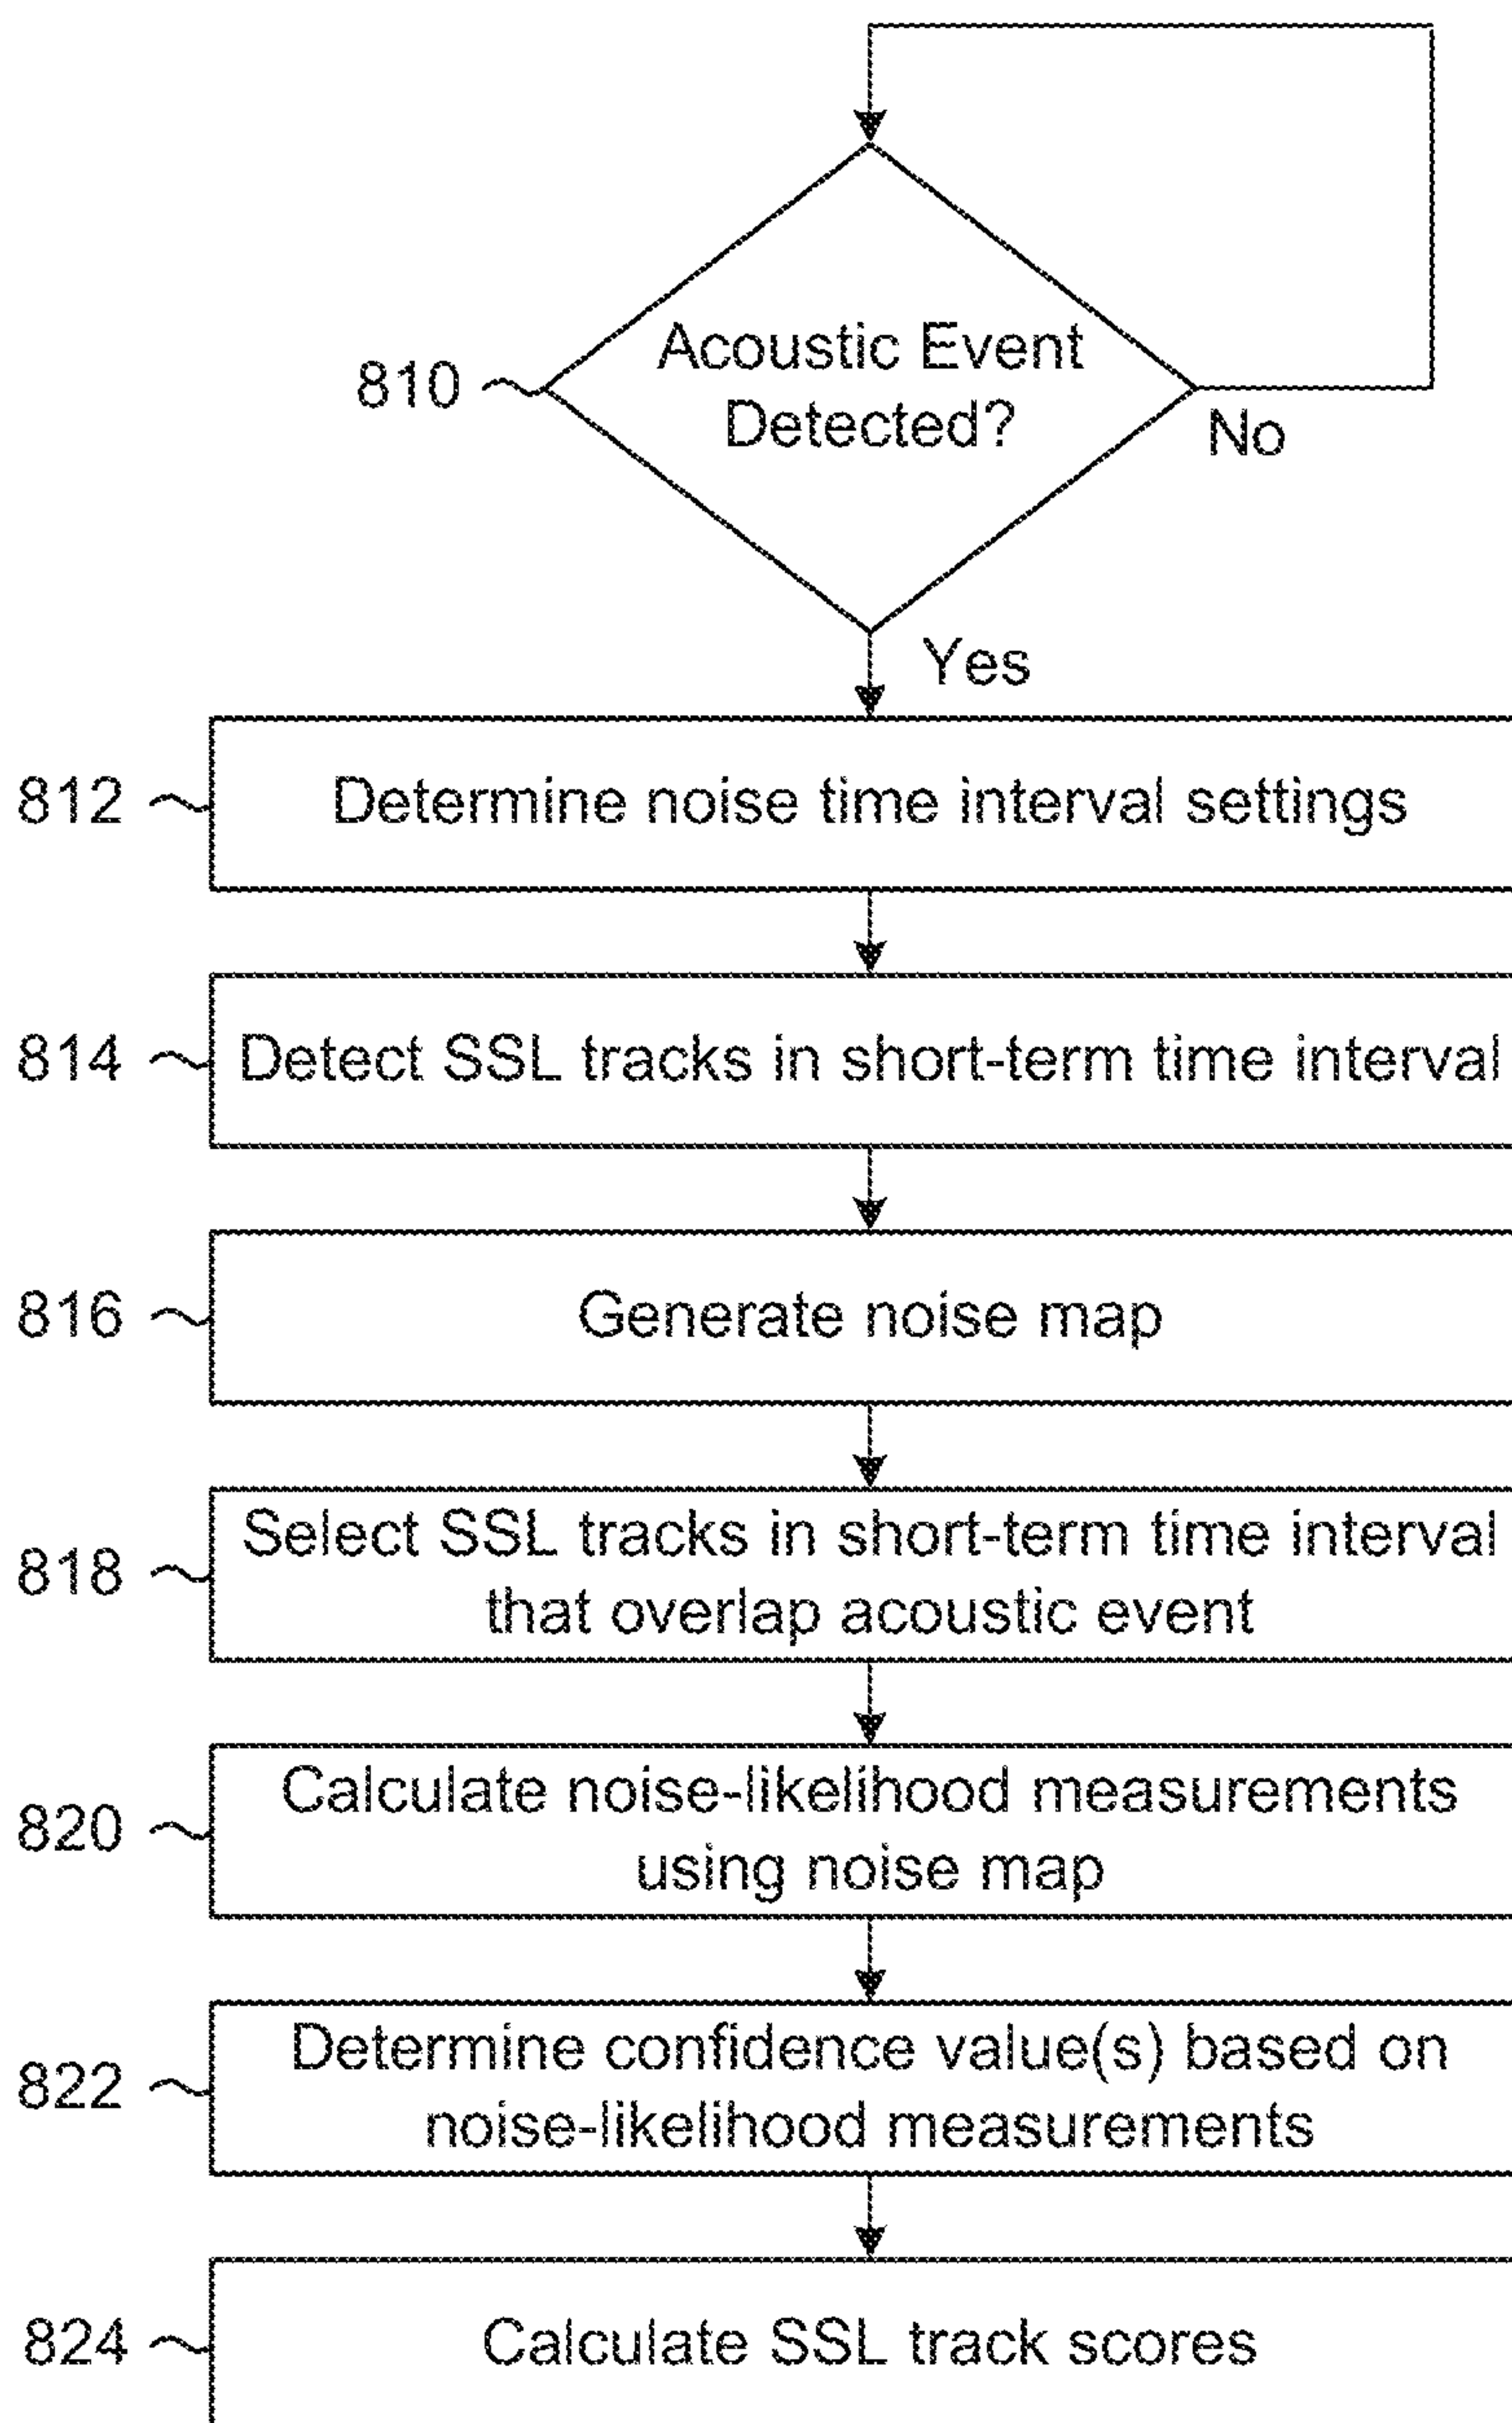 810
Acoustic Event
Detected?
No
Yes
812
Determine noise time interval settings
814
Detect SSL tracks in short-term time interval
816
Generate noise map
818
Select SSL tracks in short-term time interval
that overlap acoustic event
820
Calculate noise-likelihood measurements
using noise map
822
Determine confidence value(s) based on
noise-likelihood measurements
824
Calculate SSL track scores